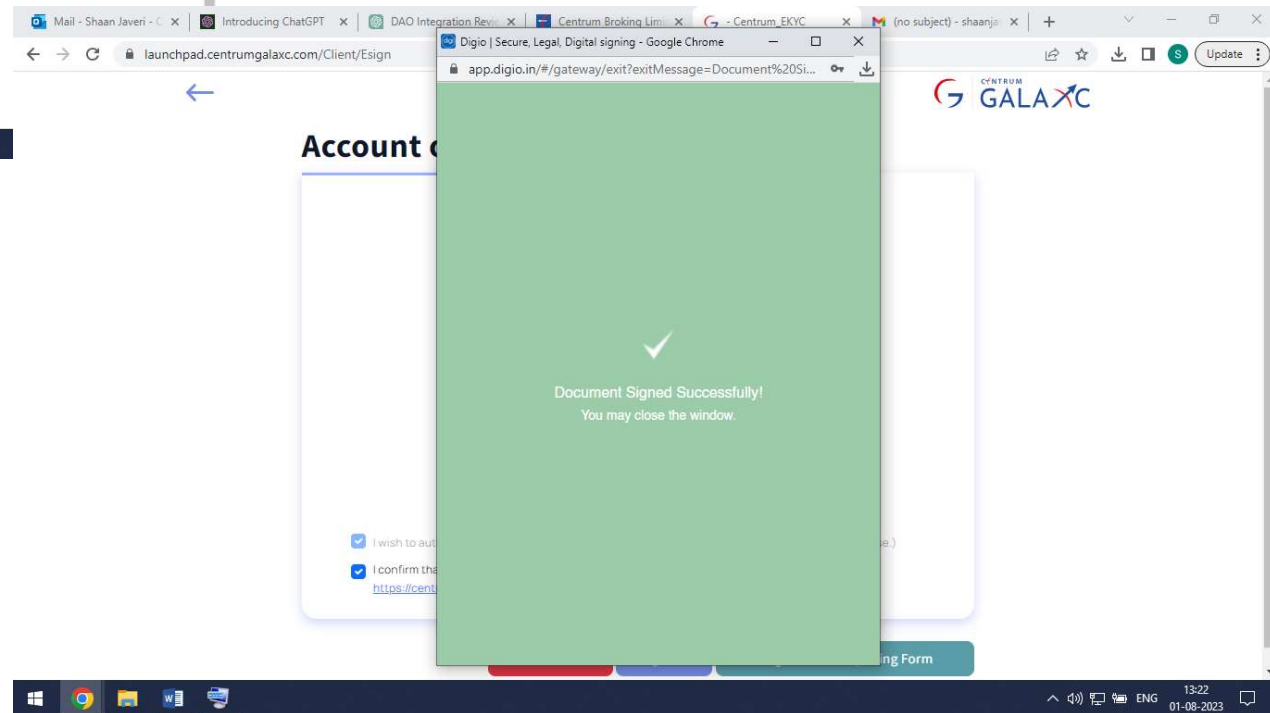 Mail - Shaan Javeri - C
Introducing ChatGPT
DAO Integration Revie
Centrum Broking Limi
- Centrum_EKYC
(no subject) - shaanja
launchpad.centrumgalaxc.com/Client/Esign
S
Update
Digio | Secure, Legal, Digital signing - Google Chrome
app.digio.in/#/gateway/exit?exitMessage=Document%20Si...
CENTRUM
GALAXC
Account
Document Signed Successfully!
You may close the window.
I wish to aut
se.)
I confirm tha
https://cent
ing Form
ENG
13:22
01-08-2023